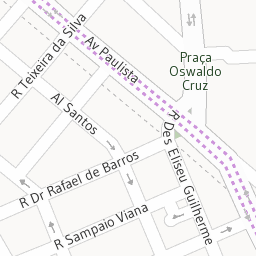 R Teixeira da Silva
Av Paulista
Praça
Oswaldo
Cruz
Al Santos
R Des Eliseu Guilherme
R Dr Rafael de Barros
R Sampaio Viana